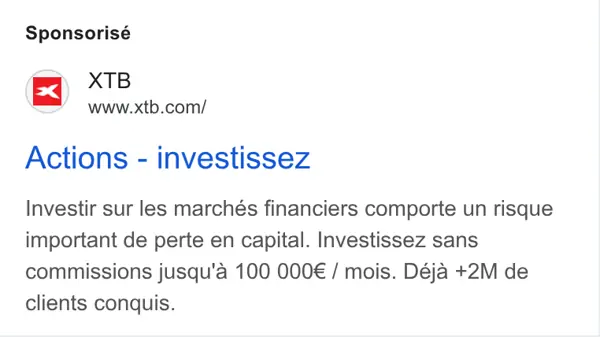 Sponsorisé
XTB
www.xtb.com/
Actions - investissez
Investir sur les marchés financiers comporte un risque
important de perte en capital. Investissez sans
commissions jusqu'à 100 000€ / mois. Déjà +2M de
clients conquis.